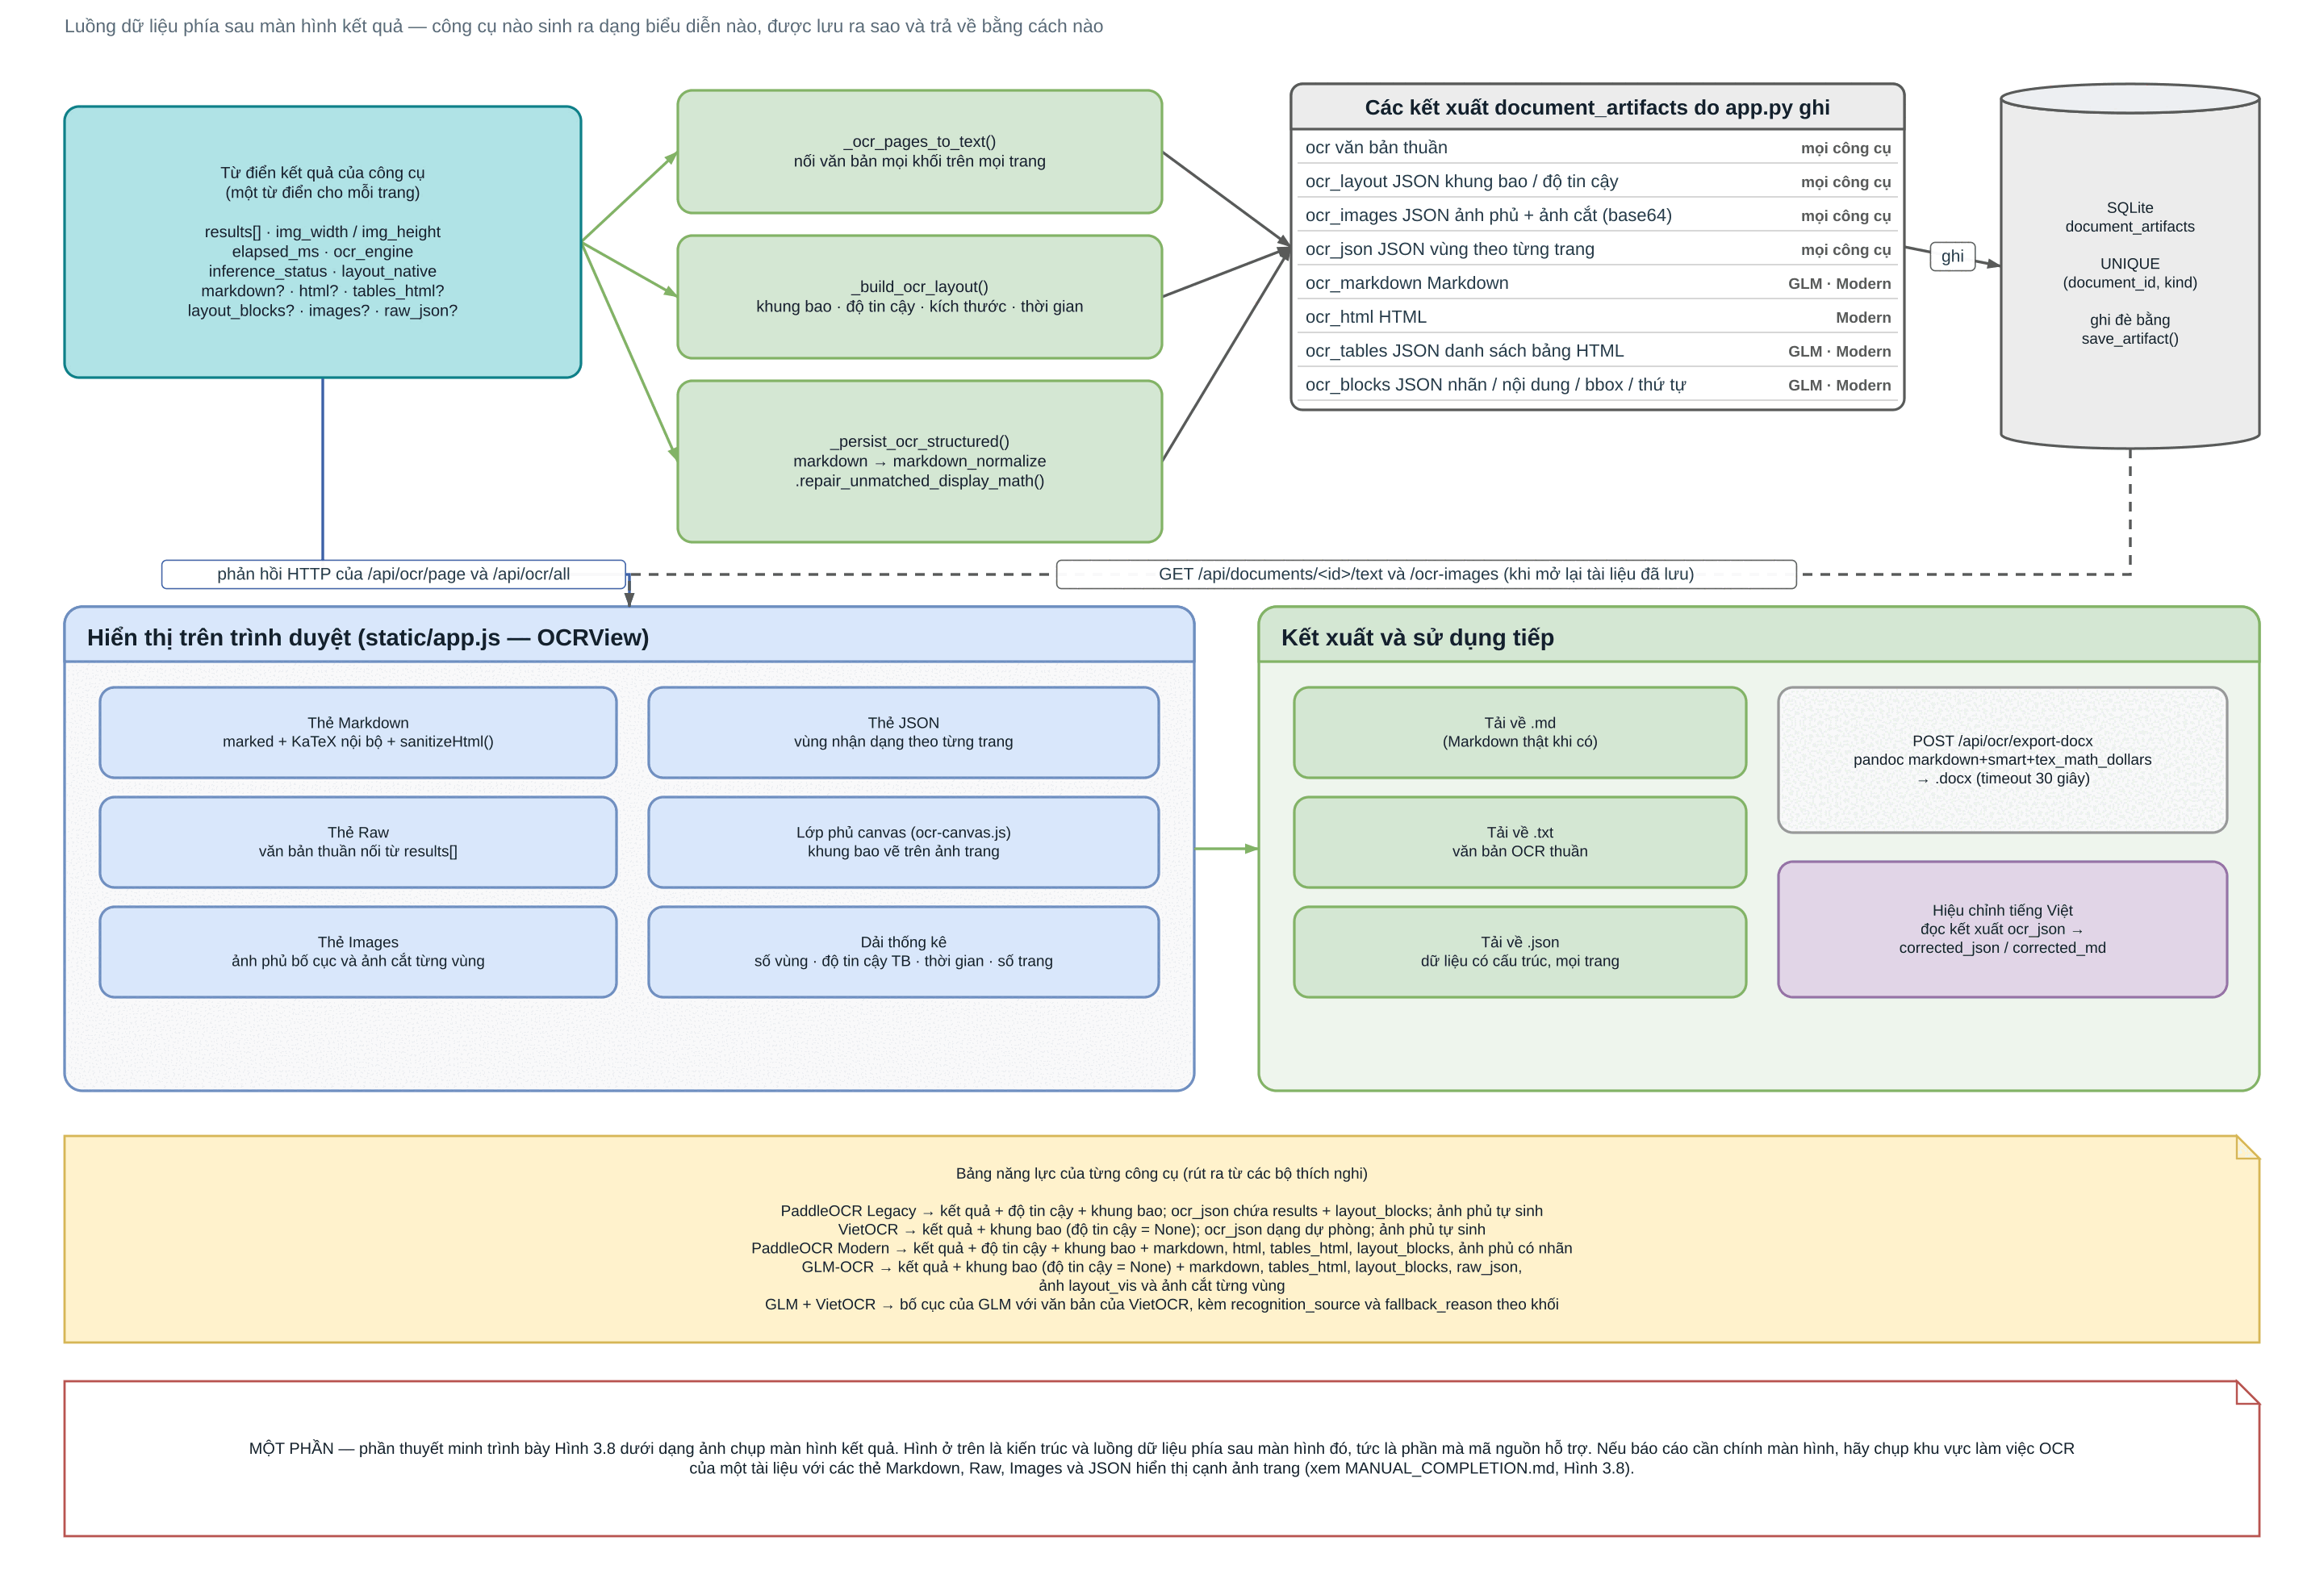 Luồng dữ liệu phía sau màn hình kết quả — công cụ nào sinh ra dạng biểu diễn nào, được lưu ra sao và trả về bằng cách nào
Từ điển kết quả của công cụ
(một từ điển cho mỗi trang)
results[] · img_width / img_height
elapsed_ms · ocr_engine
inference_status · layout_native
markdown? · html? · tables_html?
layout_blocks? · images? · raw_json?
_ocr_pages_to_text()
nối văn bản mọi khối trên mọi trang
_build_ocr_layout()
khung bao · độ tin cậy · kích thước · thời gian
_persist_ocr_structured()
markdown → markdown_normalize
.repair_unmatched_display_math()
Các kết xuất document_artifacts do app.py ghi
ocr văn bản thuần mọi công cụ
ocr_layout JSON khung bao / độ tin cậy mọi công cụ
ocr_images JSON ảnh phủ + ảnh cắt (base64) mọi công cụ
ocr_json JSON vùng theo từng trang mọi công cụ
ocr_markdown Markdown GLM · Modern
ocr_html HTML Modern
ocr_tables JSON danh sách bảng HTML GLM · Modern
ocr_blocks JSON nhãn / nội dung / bbox / thứ tự GLM · Modern
ghi
SQLite
document_artifacts
UNIQUE
(document_id, kind)
ghi đè bằng
save_artifact()
phản hồi HTTP của /api/ocr/page và /api/ocr/all
GET /api/documents/<id>/text và /ocr-images (khi mở lại tài liệu đã lưu)
Hiển thị trên trình duyệt (static/app.js — OCRView)
Thẻ Markdown
marked + KaTeX nội bộ + sanitizeHtml()
Thẻ JSON
vùng nhận dạng theo từng trang
Thẻ Raw
văn bản thuần nối từ results[]
Lớp phủ canvas (ocr-canvas.js)
khung bao vẽ trên ảnh trang
Thẻ Images
ảnh phủ bố cục và ảnh cắt từng vùng
Dải thống kê
số vùng · độ tin cậy TB · thời gian · số trang
Kết xuất và sử dụng tiếp
Tải về .md
(Markdown thật khi có)
Tải về .txt
văn bản OCR thuần
Tải về .json
dữ liệu có cấu trúc, mọi trang
POST /api/ocr/export-docx
pandoc markdown+smart+tex_math_dollars
→ .docx (timeout 30 giây)
Hiệu chỉnh tiếng Việt
đọc kết xuất ocr_json →
corrected_json / corrected_md
Bảng năng lực của từng công cụ (rút ra từ các bộ thích nghi)
PaddleOCR Legacy → kết quả + độ tin cậy + khung bao; ocr_json chứa results + layout_blocks; ảnh phủ tự sinh
VietOCR → kết quả + khung bao (độ tin cậy = None); ocr_json dạng dự phòng; ảnh phủ tự sinh
PaddleOCR Modern → kết quả + độ tin cậy + khung bao + markdown, html, tables_html, layout_blocks, ảnh phủ có nhãn
GLM-OCR → kết quả + khung bao (độ tin cậy = None) + markdown, tables_html, layout_blocks, raw_json,
ảnh layout_vis và ảnh cắt từng vùng
GLM + VietOCR → bố cục của GLM với văn bản của VietOCR, kèm recognition_source và fallback_reason theo khối
MỘT PHẦN — phần thuyết minh trình bày Hình 3.8 dưới dạng ảnh chụp màn hình kết quả. Hình ở trên là kiến trúc và luồng dữ liệu phía sau màn hình đó, tức là phần mà mã nguồn hỗ trợ. Nếu báo cáo cần chính màn hình, hãy chụp khu vực làm việc OCR
của một tài liệu với các thẻ Markdown, Raw, Images và JSON hiển thị cạnh ảnh trang (xem MANUAL_COMPLETION.md, Hình 3.8).